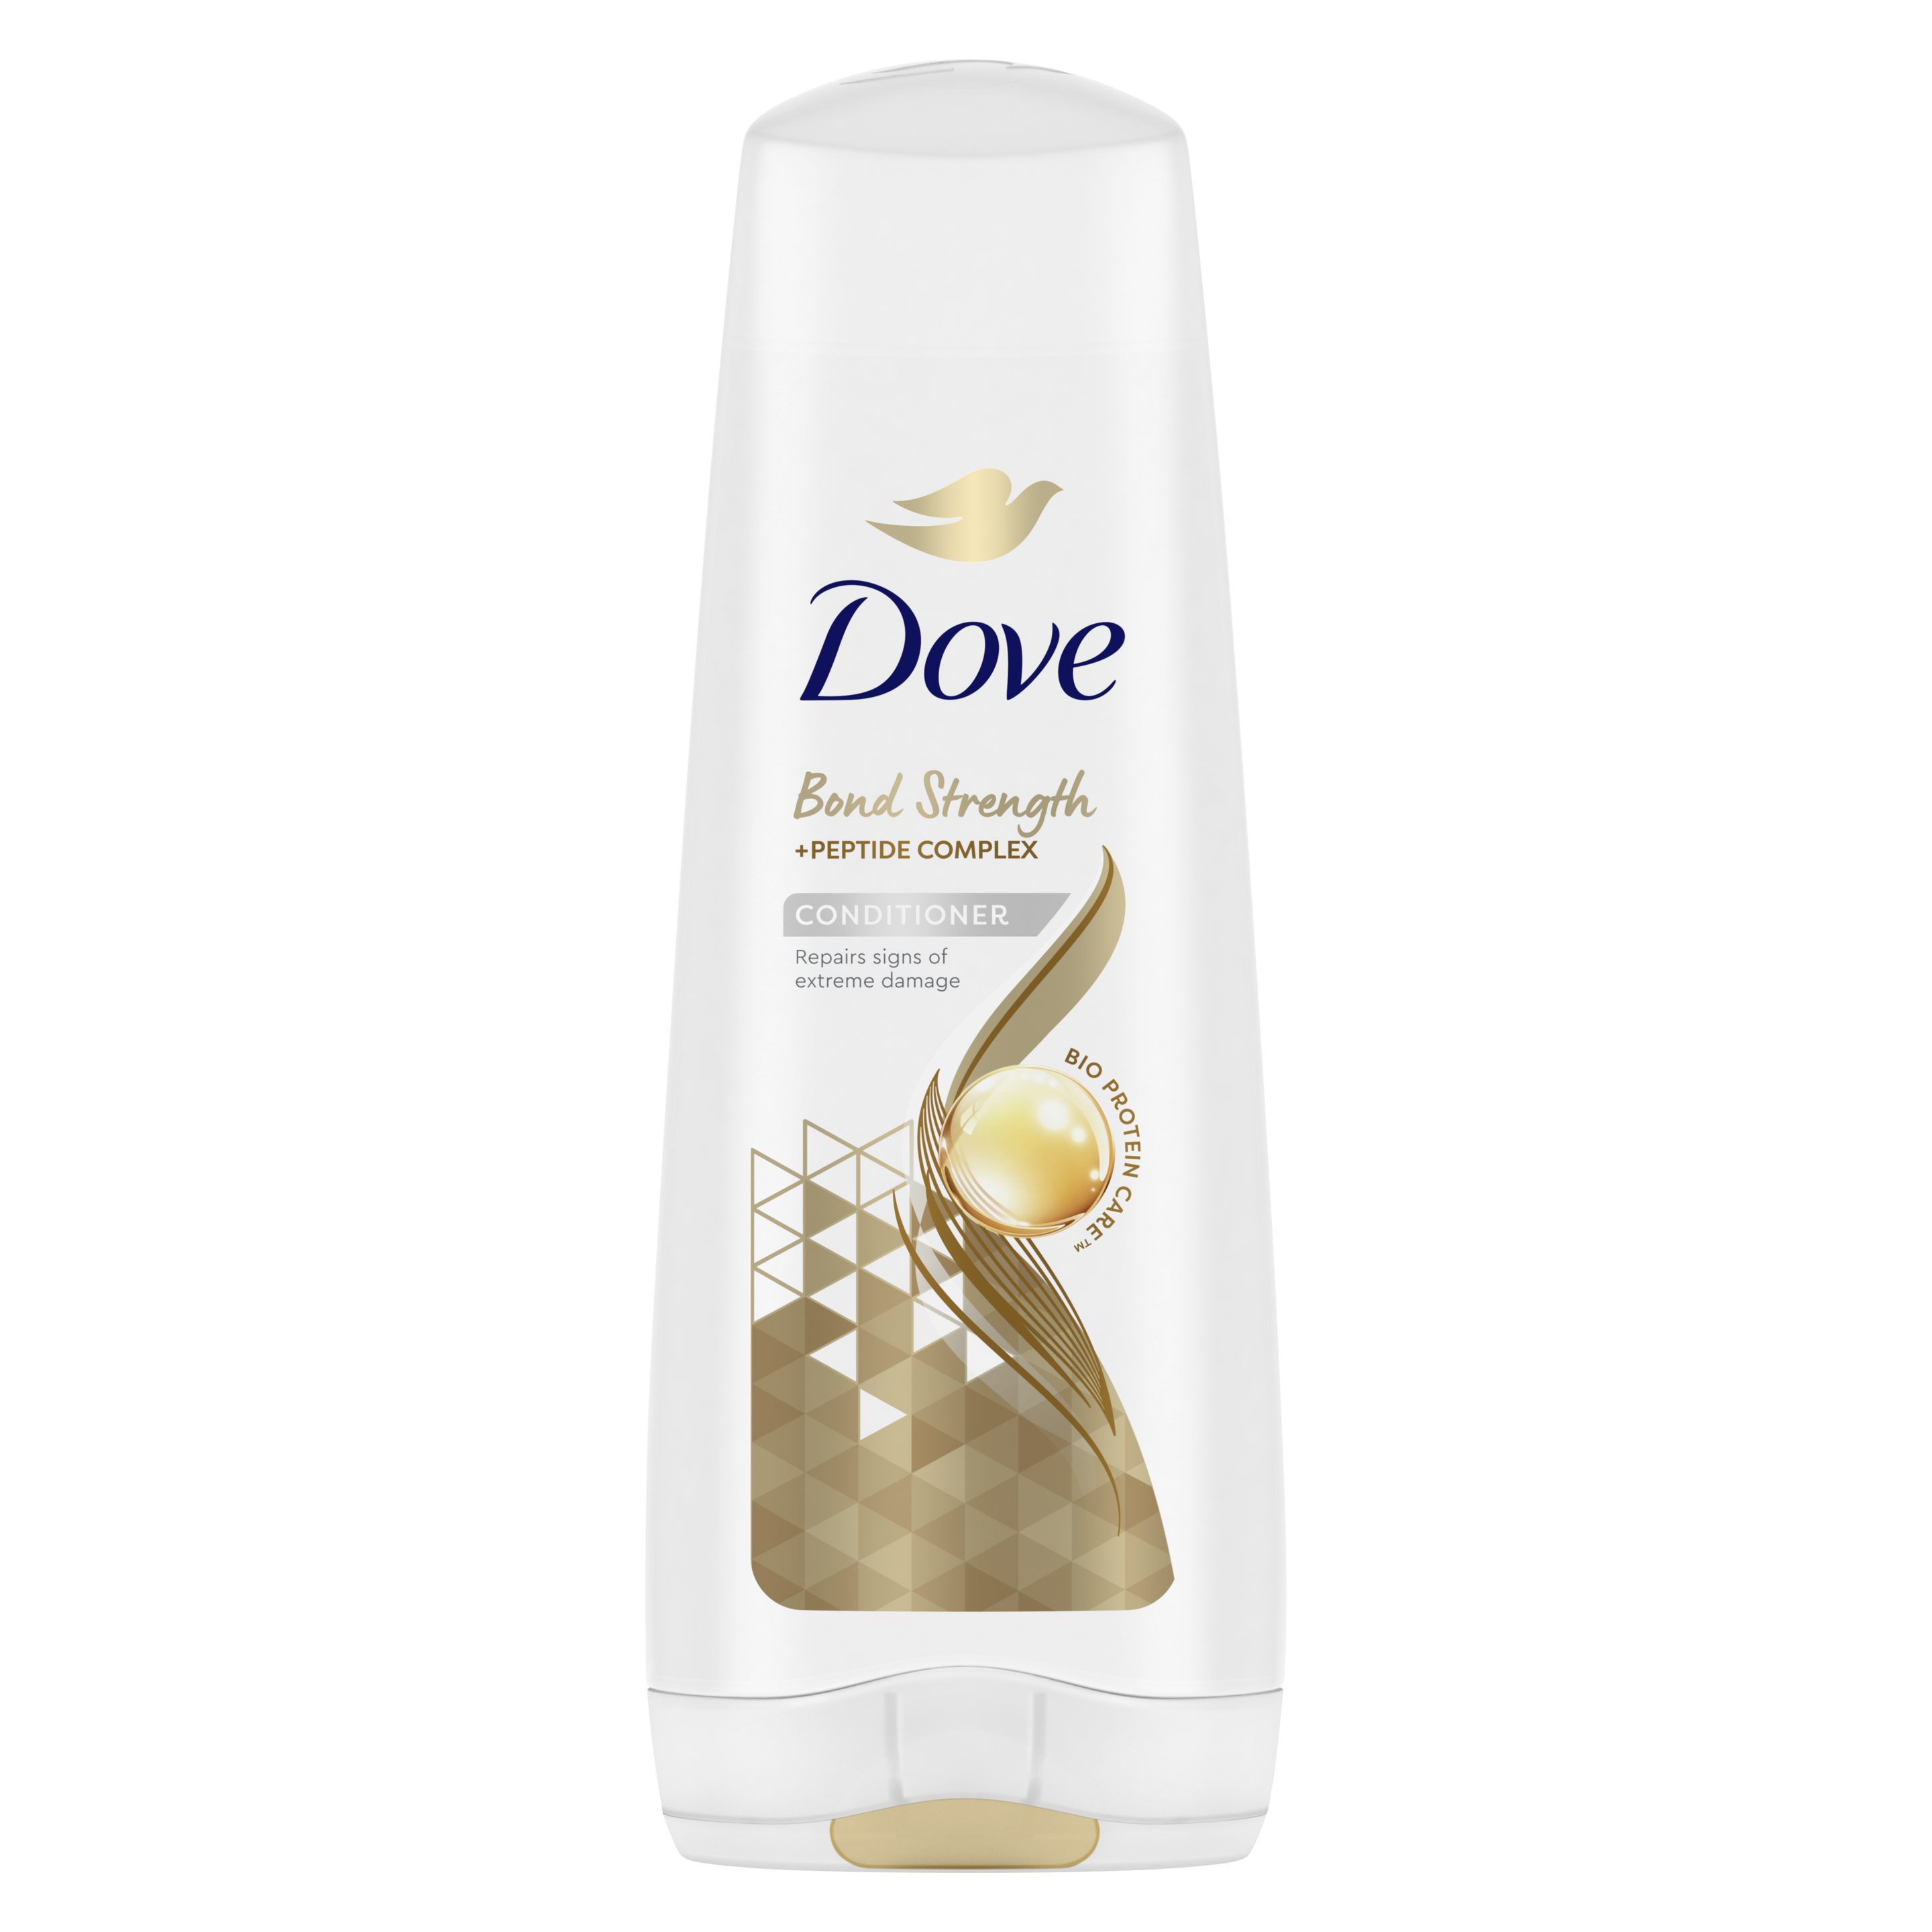 Dove
Bond Strength
+PEPTIDE COMPLEX
CONDITIONER
Repairs signs of
extreme damage
BIO PROTEIN CARE™